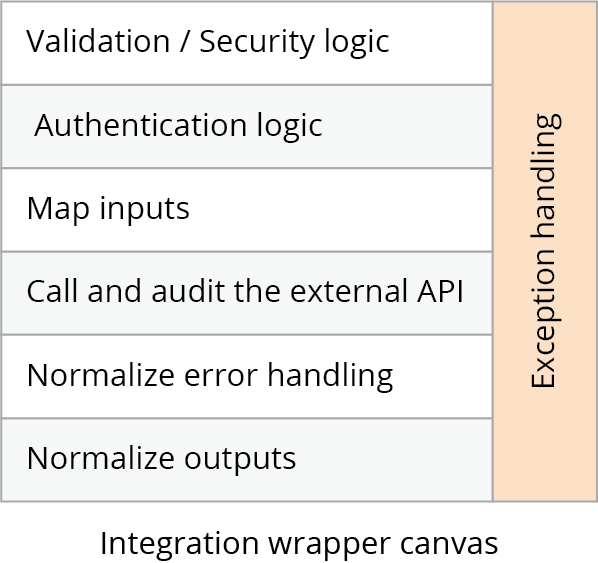 Validation / Security logic
Authentication logic
Map inputs
Call and audit the external API
Normalize error handling
Normalize outputs
Exception handling
Integration wrapper canvas